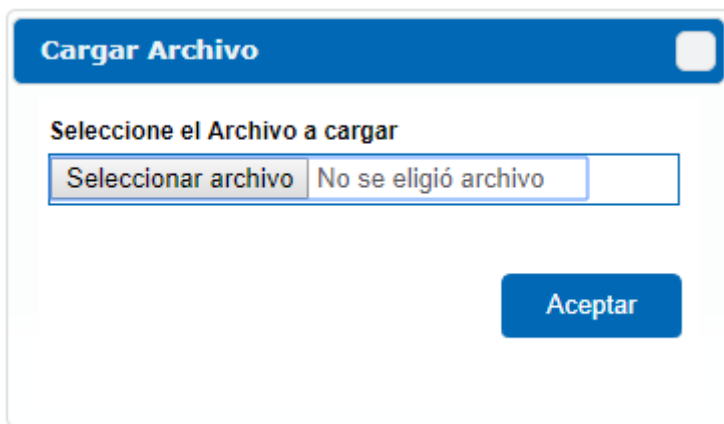 Cargar Archivo
Seleccione el Archivo a cargar
Seleccionar archivo No se eligió archivo
Aceptar